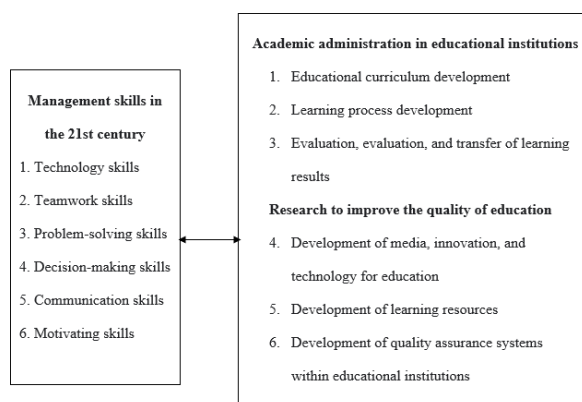 Management skills in
the 21st century
1. Technology skills
2. Teamwork skills
3. Problem-solving skills
4. Decision-making skills
5. Communication skills
6. Motivating skills
Academic administration in educational institutions
1. Educational curriculum development
2. Learning process development
3. Evaluation, evaluation, and transfer of learning
results
Research to improve the quality of education
4. Development of media, innovation, and
technology for education
5. Development of learning resources
6. Development of quality assurance systems
within educational institutions